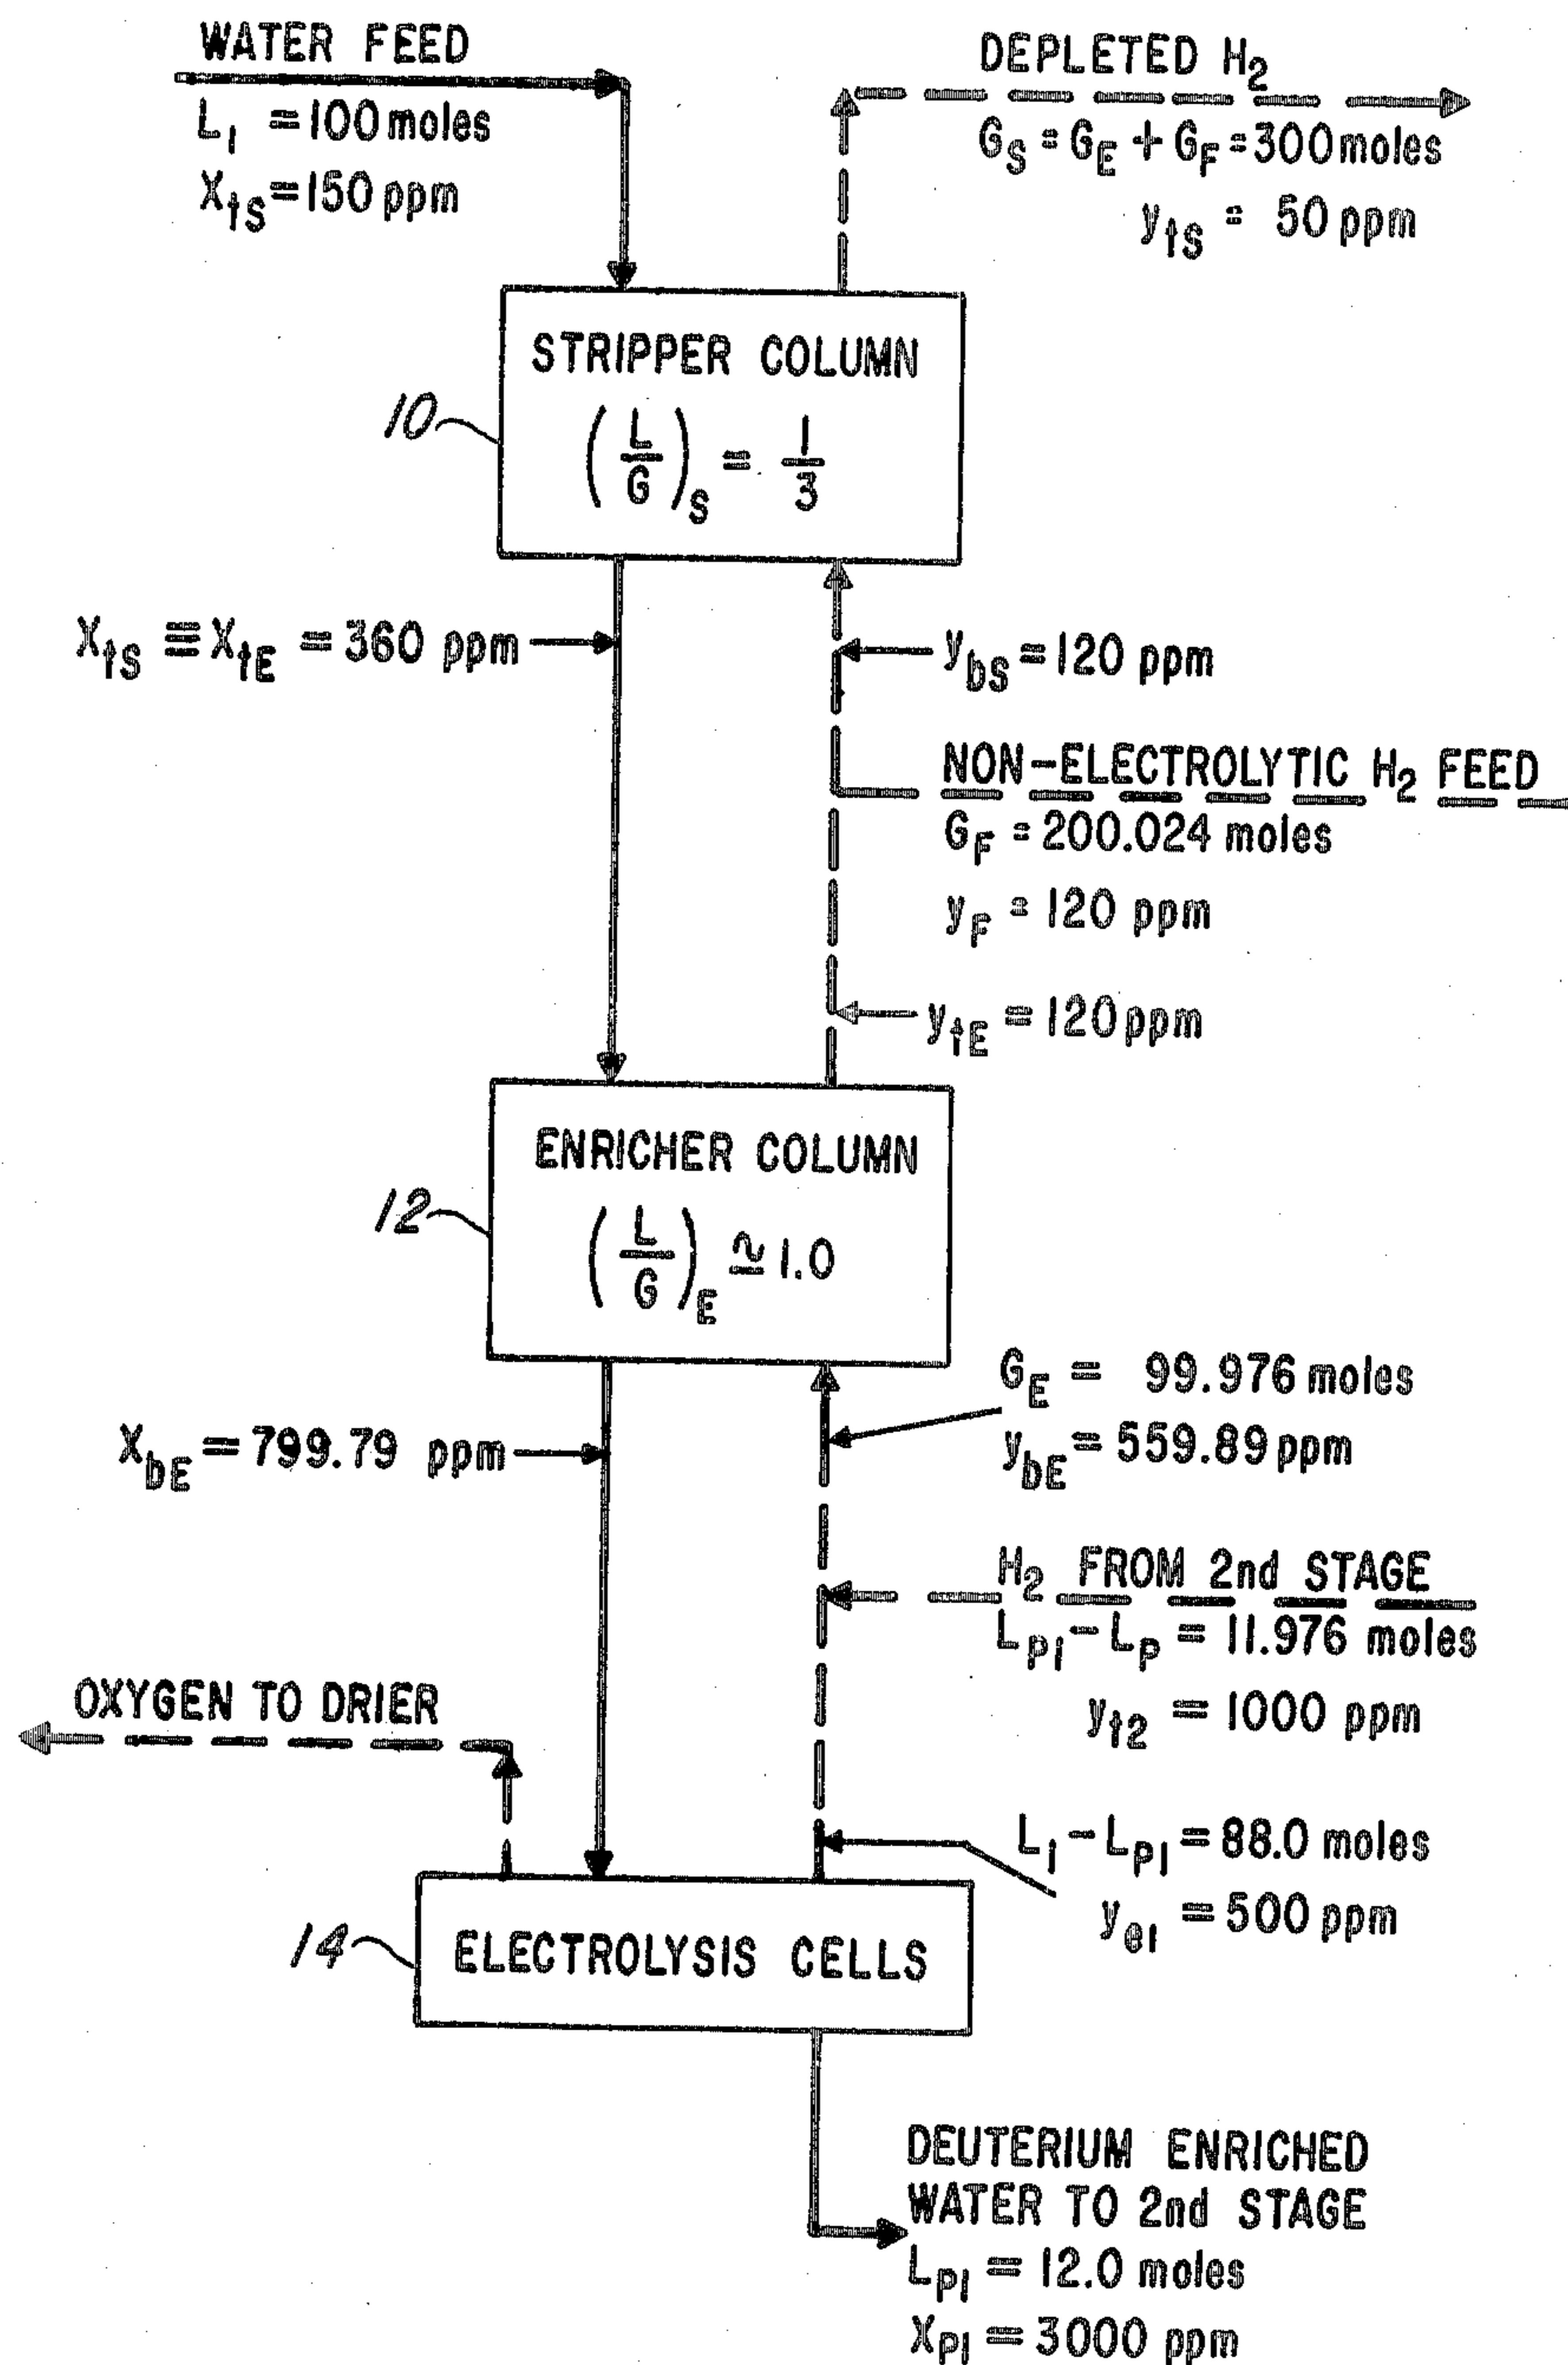 WATER FEED
L₁ = 100 moles
XtS = 150 ppm
DEPLETED H₂
GS = GE + GF = 300 moles
ytS = 50 ppm
STRIPPER COLUMN
(L/G)S = 1/3
10
XtS ≡ XtE = 360 ppm
ybS = 120 ppm
NON-ELECTROLYTIC H₂ FEED
GF = 200.024 moles
yF = 120 ppm
ytE = 120 ppm
ENRICHER COLUMN
(L/G)E ≃ 1.0
12
GE = 99.976 moles
ybE = 559.89 ppm
XbE = 799.79 ppm
H₂ FROM 2nd STAGE
LP1 - LP = 11.976 moles
yt2 = 1000 ppm
OXYGEN TO DRIER
L1 - LP1 = 88.0 moles
ye1 = 500 ppm
14
ELECTROLYSIS CELLS
DEUTERIUM ENRICHED
WATER TO 2nd STAGE
LP1 = 12.0 moles
XP1 = 3000 ppm